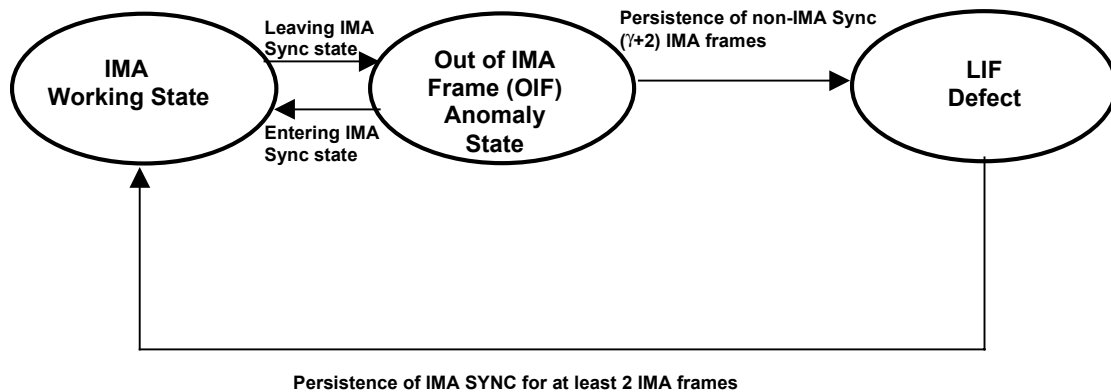 Leaving IMA
Sync state
Persistence of non-IMA Sync
(γ+2) IMA frames
IMA
Working State
Out of IMA
Frame (OIF)
Anomaly
State
LIF
Defect
Entering IMA
Sync state
Persistence of IMA SYNC for at least 2 IMA frames